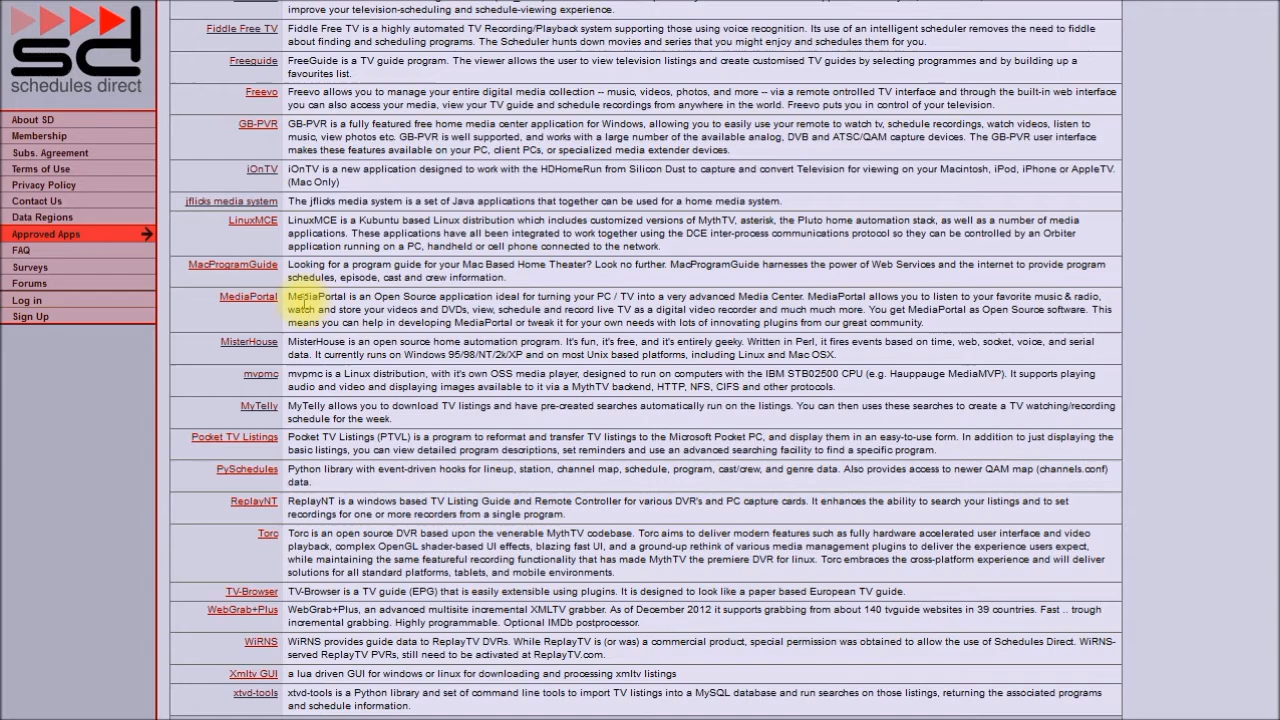 sd
schedules direct
About SD
Membership
Subs. Agreement
Terms of Use
Privacy Policy
Contact Us
Data Regions
Approved Apps
FAQ
Surveys
Forums
Log in
Sign Up
improve your television-scheduling and schedule-viewing experience.
Fiddle Free TV
Fiddle Free TV is a highly automated TV Recording/Playback system supporting those using voice recognition. Its use of an intelligent scheduler removes the need to fiddle
about finding and scheduling programs. The Scheduler hunts down movies and series that you might enjoy and schedules them for you.
Freeguide
FreeGuide is a TV guide program. The viewer allows the user to view television listings and create customised TV guides by selecting programmes and by building up a
favourites list.
Freevo
Freevo allows you to manage your entire digital media collection -- music, videos, photos, and more -- via a remote ontrolled TV interface and through the built-in web interface
you can also access your media, view your TV guide and schedule recordings from anywhere in the world. Freevo puts you in control of your television.
GB-PVR
GB-PVR is a fully featured free home media center application for Windows, allowing you to easily use your remote to watch tv, schedule recordings, watch videos, listen to
music, view photos etc. GB-PVR is well supported, and works with a large number of the available analog, DVB and ATSC/QAM capture devices. The GB-PVR user interface
makes these features available on your PC, client PCs, or specialized media extender devices.
iOnTV
iOnTV is a new application designed to work with the HDHomeRun from Silicon Dust to capture and convert Television for viewing on your Macintosh, iPod, iPhone or AppleTV.
(Mac Only)
jflicks media system
The jflicks media system is a set of Java applications that together can be used for a home media system.
LinuxMCE
LinuxMCE is a Kubuntu based Linux distribution which includes customized versions of MythTV, asterisk, the Pluto home automation stack, as well as a number of media
applications. These applications have all been integrated to work together using the DCE inter-process communications protocol so they can be controlled by an Orbiter
application running on a PC, handheld or cell phone connected to the network.
MacProgramGuide
Looking for a program guide for your Mac Based Home Theater? Look no further. MacProgramGuide harnesses the power of Web Services and the internet to provide program
schedules, episode, cast and crew information.
MediaPortal
MediaPortal is an Open Source application ideal for turning your PC / TV into a very advanced Media Center. MediaPortal allows you to listen to your favorite music & radio,
watch and store your videos and DVDs, view, schedule and record live TV as a digital video recorder and much much more. You get MediaPortal as Open Source software. This
means you can help in developing MediaPortal or tweak it for your own needs with lots of innovating plugins from our great community.
MisterHouse
MisterHouse is an open source home automation program. It's fun, it's free, and it's entirely geeky. Written in Perl, it fires events based on time, web, socket, voice, and serial
data. It currently runs on Windows 95/98/NT/2k/XP and on most Unix based platforms, including Linux and Mac OSX.
mvpmc
mvpmc is a Linux distribution, with it's own OSS media player, designed to run on computers with the IBM STB02500 CPU (e.g. Hauppauge MediaMVP). It supports playing
audio and video and displaying images available to it via a MythTV backend, HTTP, NFS, CIFS and other protocols.
MyTelly
MyTelly allows you to download TV listings and have pre-created searches automatically run on the listings. You can then uses these searches to create a TV watching/recording
schedule for the week.
Pocket TV Listings
Pocket TV Listings (PTVL) is a program to reformat and transfer TV listings to the Microsoft Pocket PC, and display them in an easy-to-use form. In addition to just displaying the
basic listings, you can view detailed program descriptions, set reminders and use an advanced searching facility to find a specific program.
PySchedules
Python library with event-driven hooks for lineup, station, channel map, schedule, program, cast/crew, and genre data. Also provides access to newer QAM map (channels.conf)
data.
ReplayNT
ReplayNT is a windows based TV Listing Guide and Remote Controller for various DVR's and PC capture cards. It enhances the ability to search your listings and to set
recordings for one or more recorders from a single program.
Torc
Torc is an open source DVR based upon the venerable MythTV codebase. Torc aims to deliver modern features such as fully hardware accelerated user interface and video
playback, complex OpenGL shader-based UI effects, blazing fast UI, and a ground-up rethink of various media management plugins to deliver the experience users expect,
while maintaining the same featureful recording functionality that has made MythTV the premiere DVR for linux. Torc embraces the cross-platform experience and will deliver
solutions for all standard platforms, tablets, and mobile environments.
TV-Browser
TV-Browser is a TV guide (EPG) that is easily extensible using plugins. It is designed to look like a paper based European TV guide.
WebGrab+Plus
WebGrab+Plus, an advanced multisite incremental XMLTV grabber. As of December 2012 it supports grabbing from about 140 tvguide websites in 39 countries. Fast .. trough
incremental grabbing. Highly programmable. Optional IMDb postprocessor.
WiRNS
WiRNS provides guide data to ReplayTV DVRs. While ReplayTV is (or was) a commercial product, special permission was obtained to allow the use of Schedules Direct. WiRNS-
served ReplayTV PVRs, still need to be activated at ReplayTV.com.
Xmltv GUI
a lua driven GUI for windows or linux for downloading and processing xmltv listings
xtvd-tools
xtvd-tools is a Python library and set of command line tools to import TV listings into a MySQL database and run searches on those listings, returning the associated programs
and schedule information.